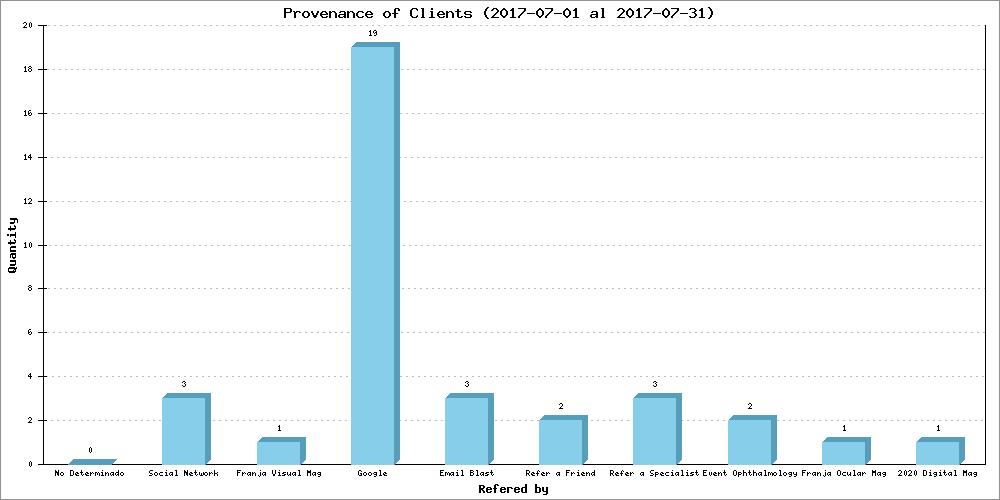 Provenance of Clients (2017-07-01 al 2017-07-31)
20
18
16
14
12
10
8
6
4
2
0
Quantity
0
3
1
19
3
2
3
2
1
1
No Determinado
Social Network
Franja Visual Mag
Google
Email Blast
Refer a Friend
Refer a Specialist
Event Ophthalmology
Franja Ocular Mag
2020 Digital Mag
Refered by